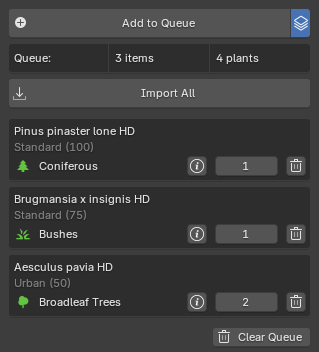 Add to Queue
Queue: 3 items 4 plants
Import All
Pinus pinaster lone HD
Standard (100)
Coniferous 1
Brugmansia x insignis HD
Standard (75)
Bushes 1
Aesculus pavia HD
Urban (50)
Broadleaf Trees 2
Clear Queue